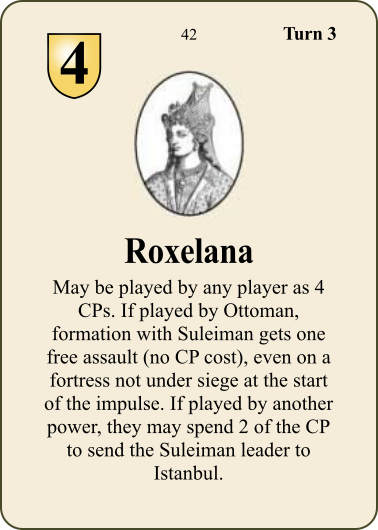 4
42
Turn 3
Roxelana
May be played by any player as 4
CPs. If played by Ottoman,
formation with Suleiman gets one
free assault (no CP cost), even on a
fortress not under siege at the start
of the impulse. If played by another
power, they may spend 2 of the CP
to send the Suleiman leader to
Istanbul.